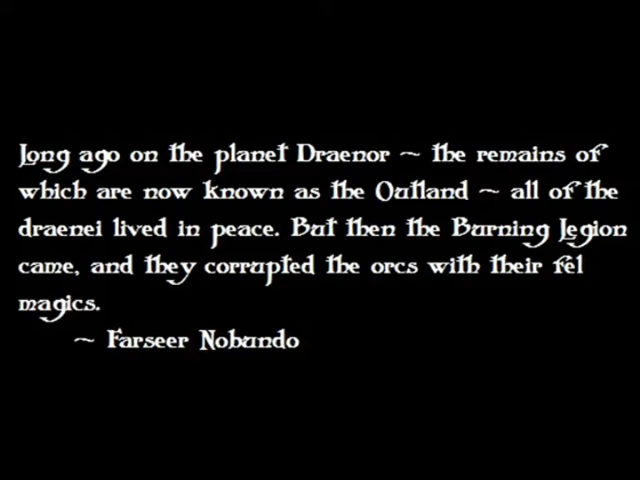 Long ago on the planet Draenor ~ the remains of
which are now known as the Outland ~ all of the
draenei lived in peace. But then the Burning Legion
came, and they corrupted the orcs with their fel
magics.
~ Farseer Nobundo